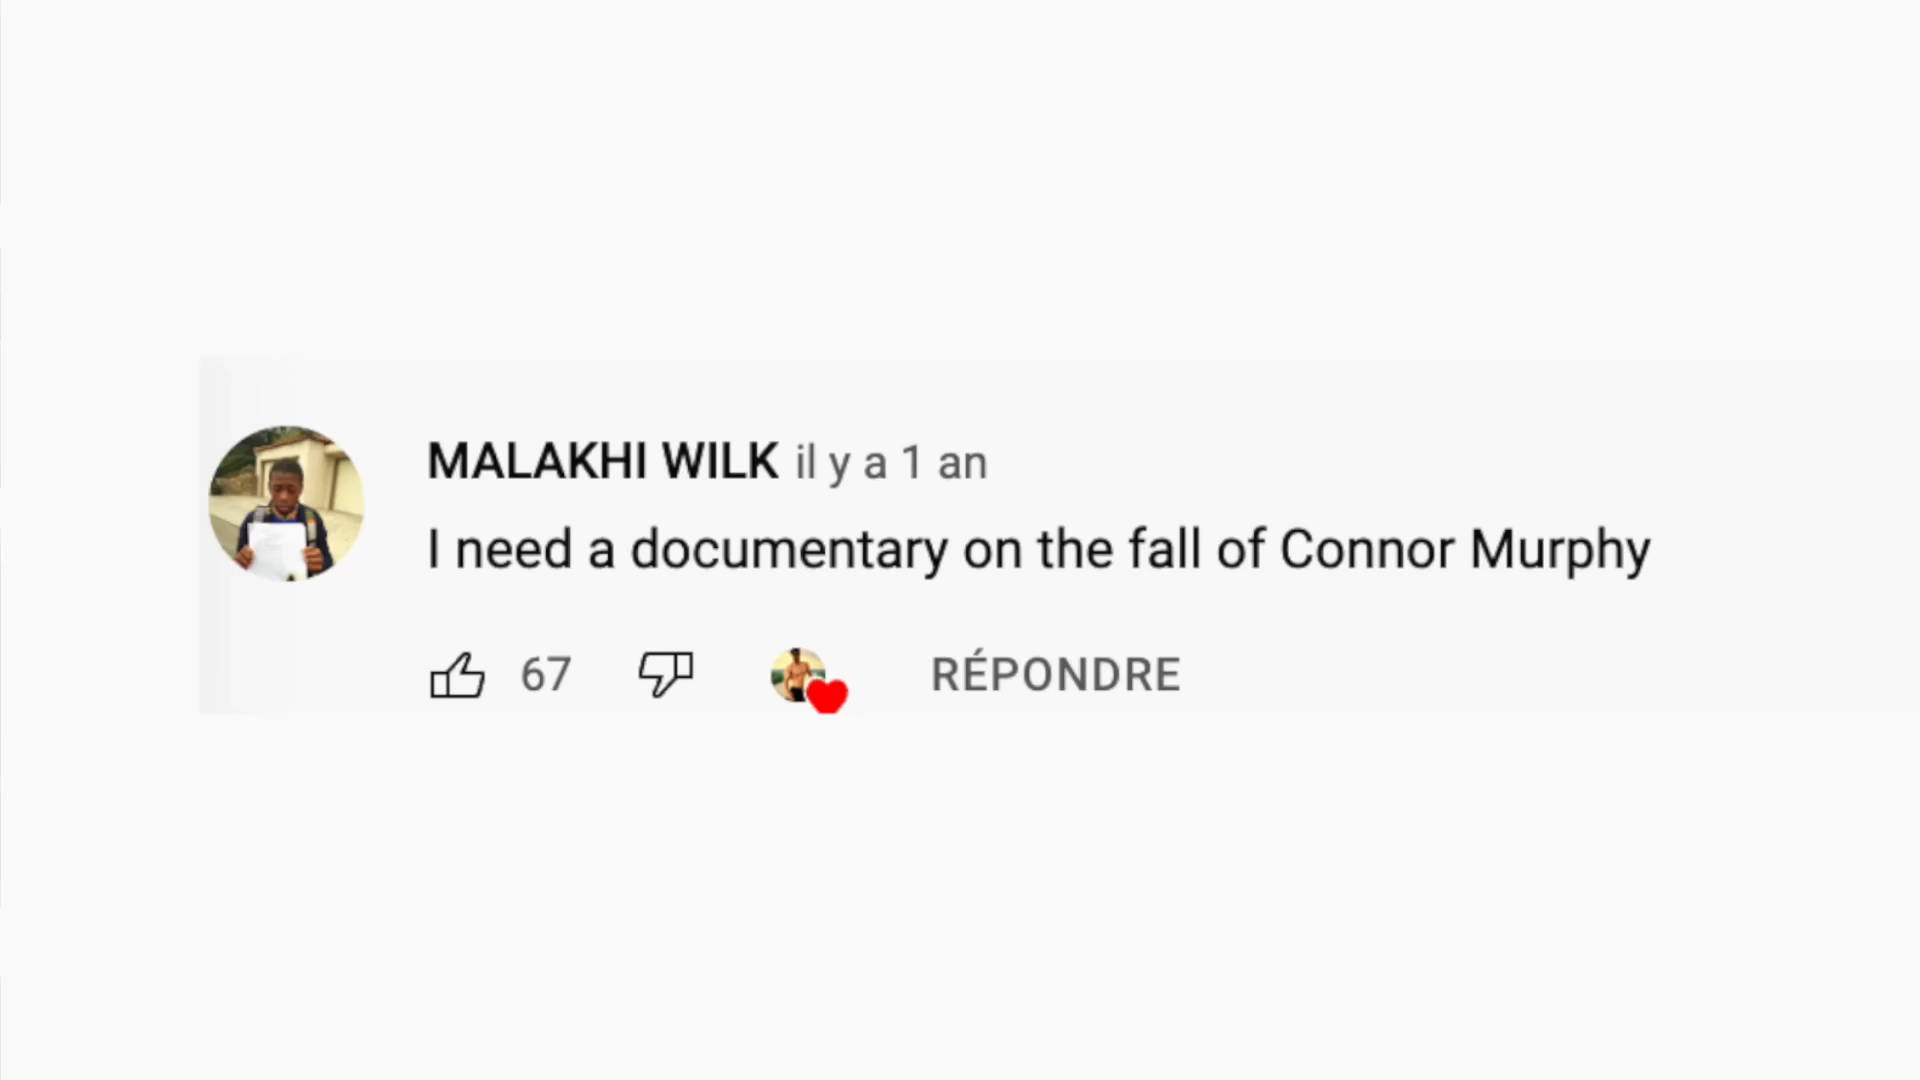 MALAKHI WILK il y a 1 an
I need a documentary on the fall of Connor Murphy
67 RÉPONDRE